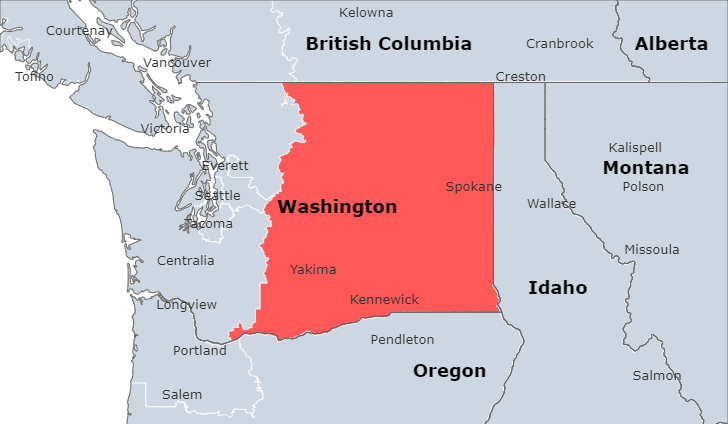 Kelowna
Courtenay
British Columbia
Cranbrook
Alberta
Vancouver
Tofino
Creston
Victoria
Kalispell
Everett
Montana
Spokane
Polson
Seattle
Washington
Wallace
Tacoma
Missoula
Centralia
Yakima
Idaho
Kennewick
Longview
Pendleton
Portland
Oregon
Salmon
Salem